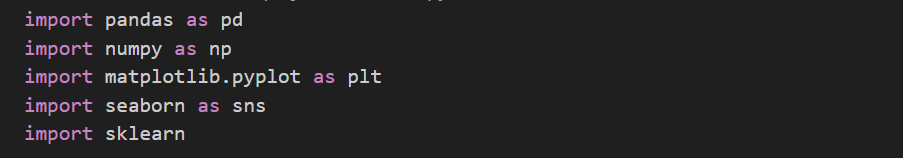 import pandas as pd
import numpy as np
import matplotlib.pyplot as plt
import seaborn as sns
import sklearn